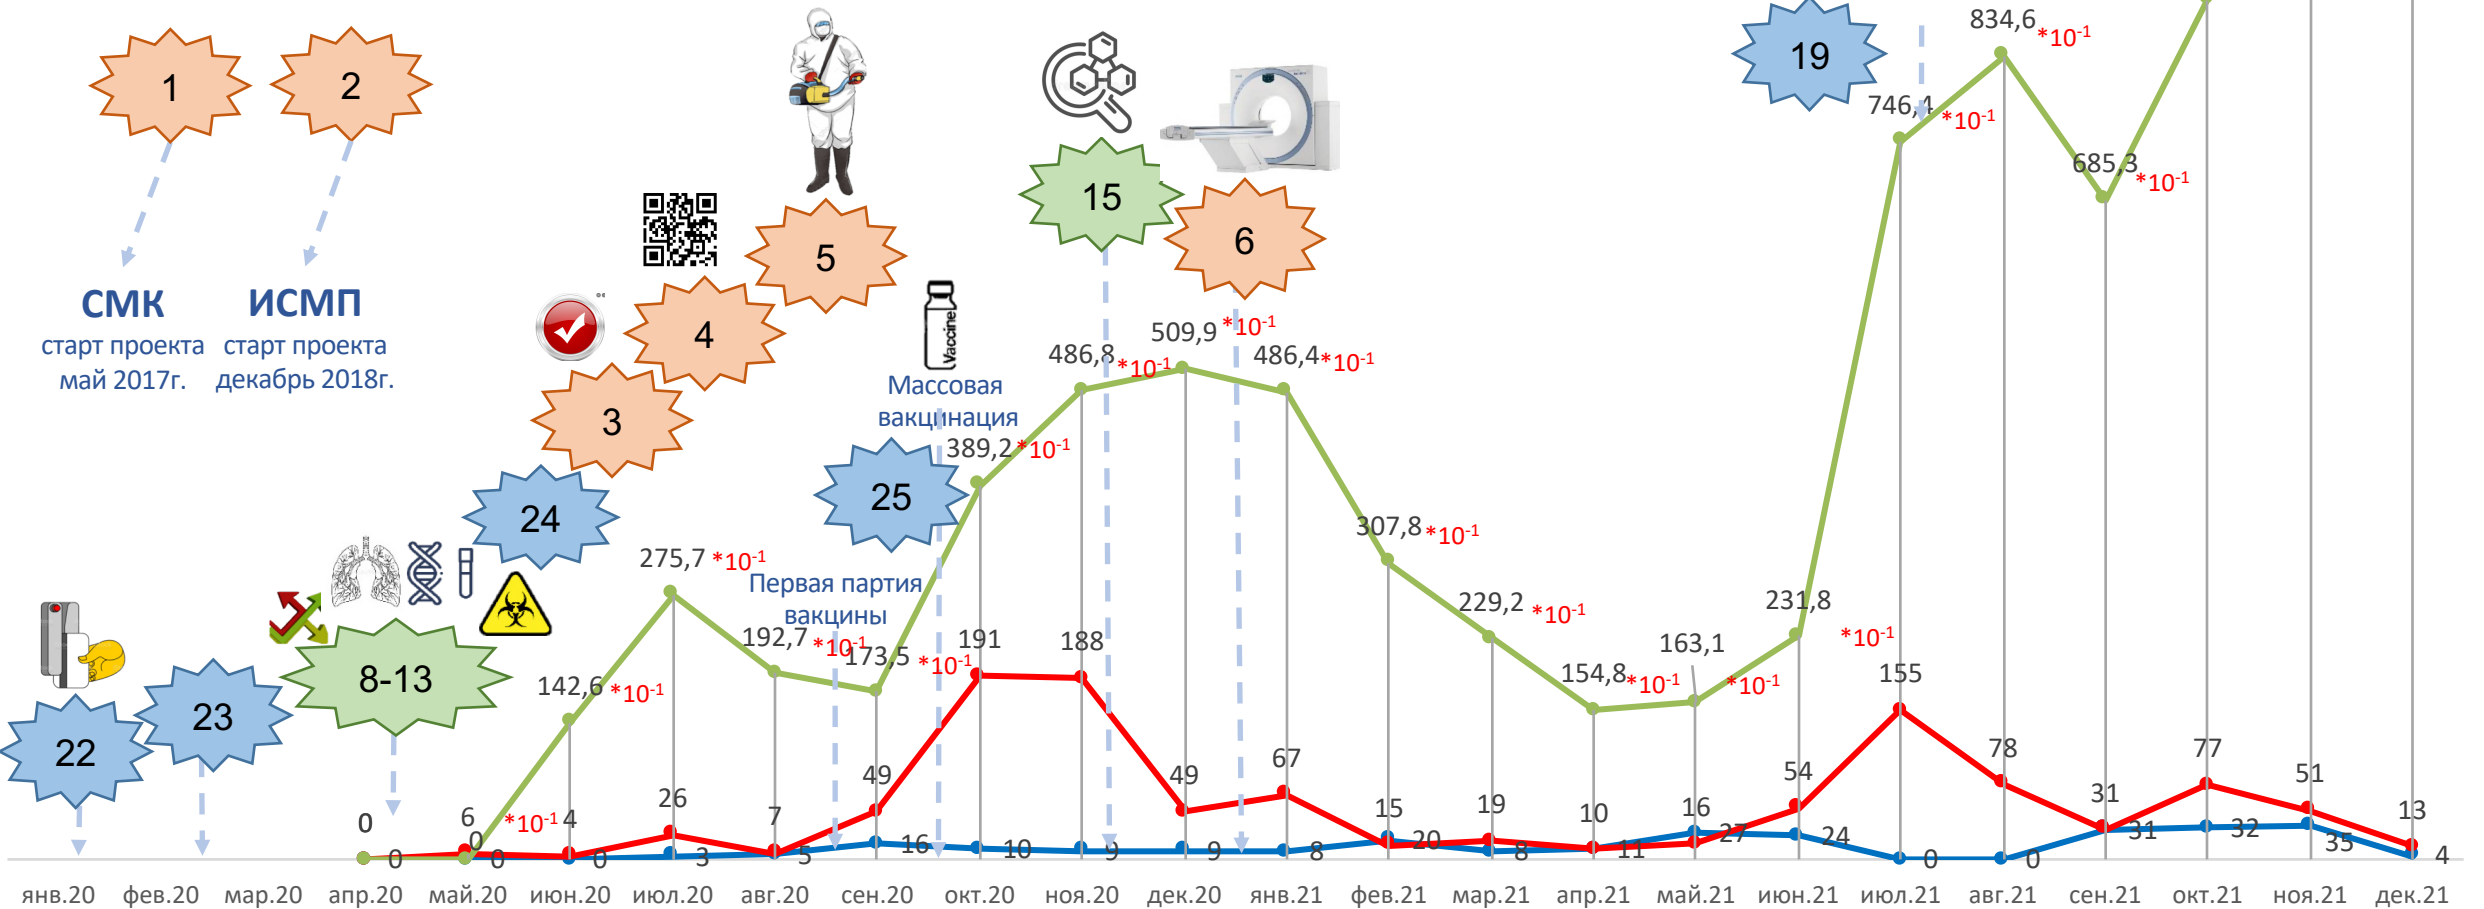 1
2
СМК
старт проекта
май 2017г.
ИСМП
старт проекта
декабрь 2018г.
22
23
8-13
24
3
4
5
25
15
6
19
Vaccine
Массовая
вакцинация
Первая партия
вакцины
142,6 *10-1
275,7 *10-1
192,7 *10-1
173,5 *10-1
389,2 *10-1
486,8 *10-1
509,9 *10-1
486,4 *10-1
307,8 *10-1
229,2 *10-1
154,8 *10-1
163,1 *10-1
231,8 *10-1
746,4 *10-1
834,6 *10-1
685,3 *10-1
*10-1
0 6 4 26 7 49 191 188 49 67 15 19 10 16 54 155 78 31 77 51 13
0
0 0 0 3 5 16 10 9 9 8 20 8 11 27 24 0 0 31 32 35 4
янв.20 фев.20 мар.20 апр.20 май.20 июн.20 июл.20 авг.20 сен.20 окт.20 ноя.20 дек.20 янв.21 фев.21 мар.21 апр.21 май.21 июн.21 июл.21 авг.21 сен.21 окт.21 ноя.21 дек.21